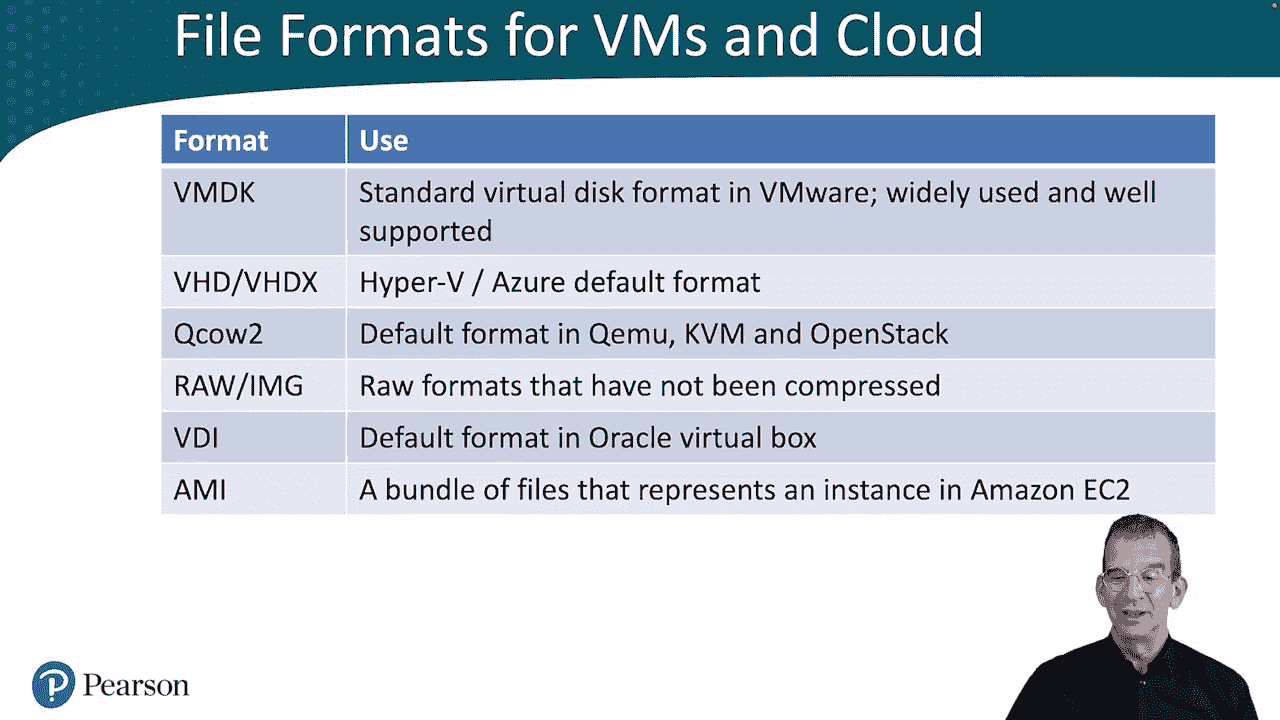 File Formats for VMs and Cloud
Format Use
VMDK Standard virtual disk format in VMware; widely used and well
supported
VHD/VHDX Hyper-V / Azure default format
Qcow2 Default format in Qemu, KVM and OpenStack
RAW/IMG Raw formats that have not been compressed
VDI Default format in Oracle virtual box
AMI A bundle of files that represents an instance in Amazon EC2
Pearson